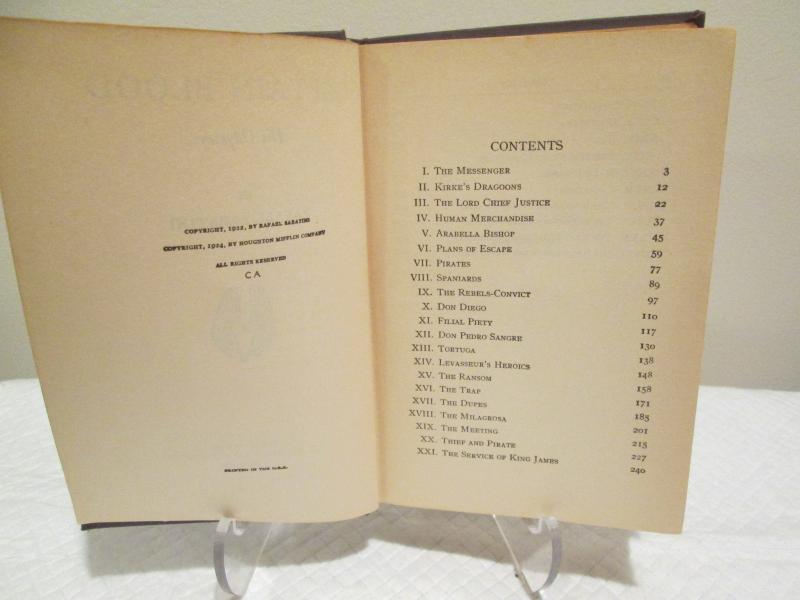 COPYRIGHT, 1922, BY RAFAEL SABATINI
COPYRIGHT, 1924, BY HOUGHTON MIFFLIN COMPANY
ALL RIGHTS RESERVED
CA
PRINTED IN THE U.S.A.
CONTENTS
I. THE MESSENGER 3
II. KIRKE'S DRAGOONS 12
III. THE LORD CHIEF JUSTICE 22
IV. HUMAN MERCHANDISE 37
V. ARABELLA BISHOP 45
VI. PLANS OF ESCAPE 59
VII. PIRATES 77
VIII. SPANIARDS 89
IX. THE REBELS-CONVICT 97
X. DON DIEGO 110
XI. FILIAL PIETY 117
XII. DON PEDRO SANGRE 130
XIII. TORTUGA 138
XIV. LEVASSEUR'S HEROICS 148
XV. THE RANSOM 158
XVI. THE TRAP 171
XVII. THE DUPES 185
XVIII. THE MILAGROSA 201
XIX. THE MEETING 215
XX. THIEF AND PIRATE 227
XXI. THE SERVICE OF KING JAMES 240